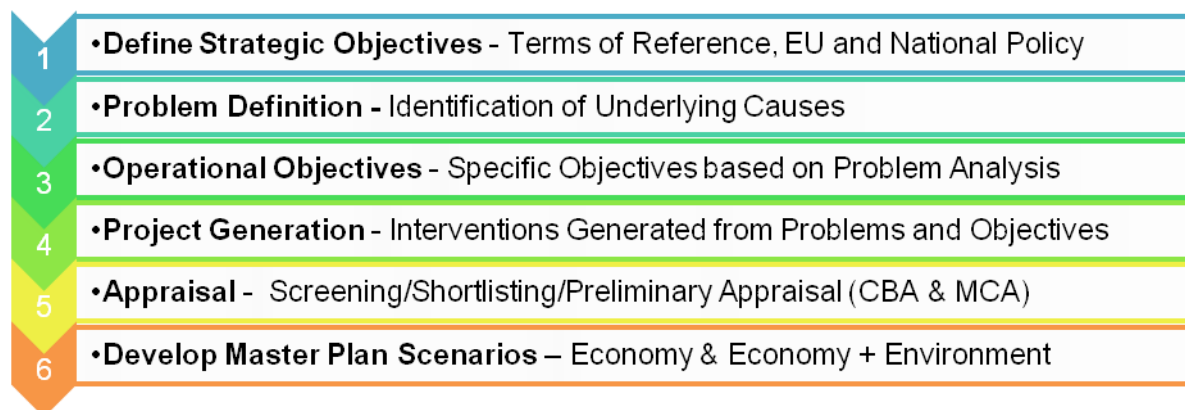 1 •Define Strategic Objectives - Terms of Reference, EU and National Policy
2 •Problem Definition - Identification of Underlying Causes
3 •Operational Objectives - Specific Objectives based on Problem Analysis
4 •Project Generation - Interventions Generated from Problems and Objectives
5 •Appraisal - Screening/Shortlisting/Preliminary Appraisal (CBA & MCA)
6 •Develop Master Plan Scenarios – Economy & Economy + Environment